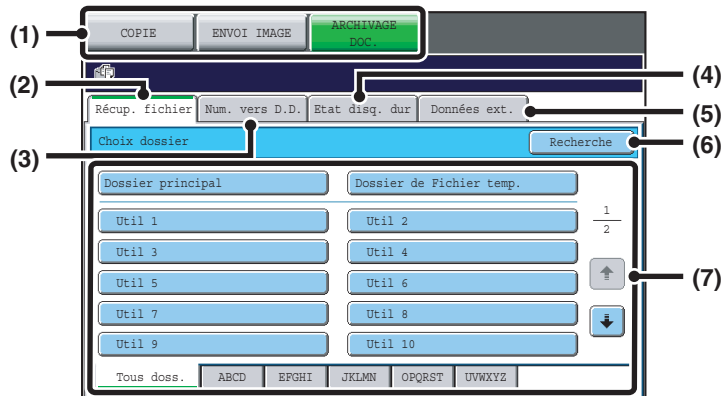 (1)
COPIE
ENVOI IMAGE
ARCHIVAGE
DOC.
(2)
(4)
Récup. fichier
Num. vers D.D.
Etat disq. dur
Données ext.
(5)
(3)
Choix dossier
Recherche
(6)
Dossier principal
Dossier de Fichier temp.
Util 1
Util 2
1
2
Util 3
Util 4
Util 5
Util 6
(7)
Util 7
Util 8
Util 9
Util 10
Tous doss.
ABCD
EFGHI
JKLMN
OPQRST
UVWXYZ